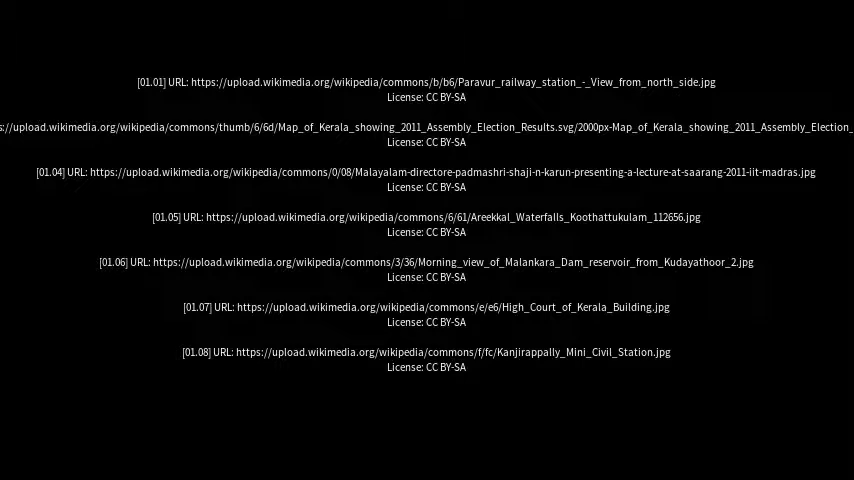 [01.01] URL: https://upload.wikimedia.org/wikipedia/commons/b/b6/Paravur_railway_station_-_View_from_north_side.jpg
License: CC BY-SA
s://upload.wikimedia.org/wikipedia/commons/thumb/6/6d/Map_of_Kerala_showing_2011_Assembly_Election_Results.svg/2000px-Map_of_Kerala_showing_2011_Assembly_Election_
License: CC BY-SA
[01.04] URL: https://upload.wikimedia.org/wikipedia/commons/0/08/Malayalam-directore-padmashri-shaji-n-karun-presenting-a-lecture-at-saarang-2011-iit-madras.jpg
License: CC BY-SA
[01.05] URL: https://upload.wikimedia.org/wikipedia/commons/6/61/Areekkal_Waterfalls_Koothattukulam_112656.jpg
License: CC BY-SA
[01.06] URL: https://upload.wikimedia.org/wikipedia/commons/3/36/Morning_view_of_Malankara_Dam_reservoir_from_Kudayathoor_2.jpg
License: CC BY-SA
[01.07] URL: https://upload.wikimedia.org/wikipedia/commons/e/e6/High_Court_of_Kerala_Building.jpg
License: CC BY-SA
[01.08] URL: https://upload.wikimedia.org/wikipedia/commons/f/fc/Kanjirappally_Mini_Civil_Station.jpg
License: CC BY-SA